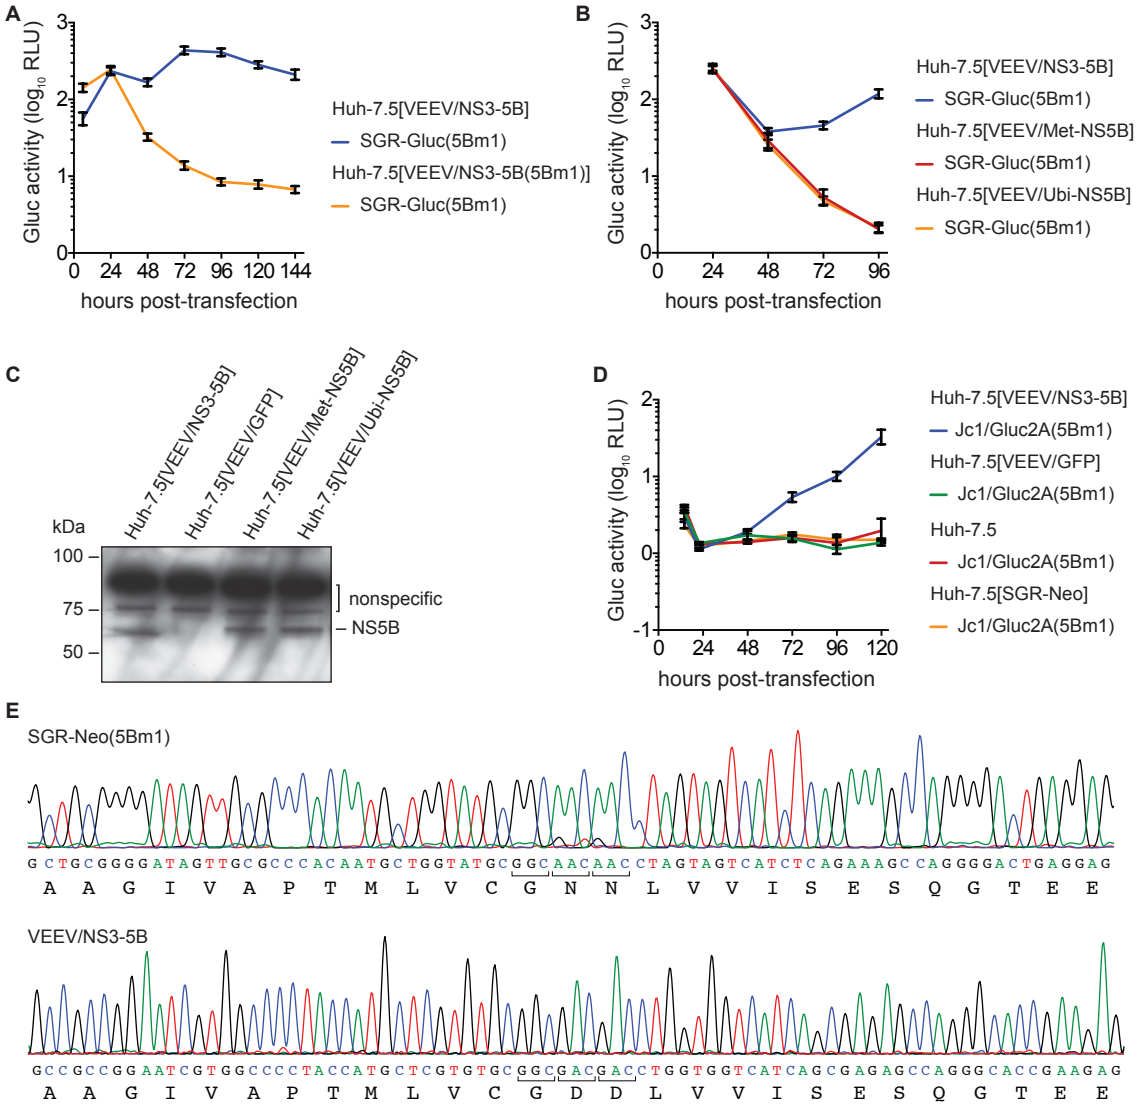 A
Gluc activity (log10 RLU)
3
2
1
0
0 24 48 72 96 120 144
hours post-transfection
Huh-7.5[VEEV/NS3-5B]
SGR-Gluc(5Bm1)
Huh-7.5[VEEV/NS3-5B(5Bm1)]
SGR-Gluc(5Bm1)
B
Gluc activity (log10 RLU)
3
2
1
0
0 24 48 72 96
hours post-transfection
Huh-7.5[VEEV/NS3-5B]
SGR-Gluc(5Bm1)
Huh-7.5[VEEV/Met-NS5B]
SGR-Gluc(5Bm1)
Huh-7.5[VEEV/Ubi-NS5B]
SGR-Gluc(5Bm1)
C
Huh-7.5[VEEV/NS3-5B]
Huh-7.5[VEEV/GFP]
Huh-7.5[VEEV/Met-NS5B]
Huh-7.5[VEEV/Ubi-NS5B]
kDa
100
75
50
nonspecific
NS5B
D
Gluc activity (log10 RLU)
2
1
0
-1
0 24 48 72 96 120
hours post-transfection
Huh-7.5[VEEV/NS3-5B]
Jc1/Gluc2A(5Bm1)
Huh-7.5[VEEV/GFP]
Jc1/Gluc2A(5Bm1)
Huh-7.5
Jc1/Gluc2A(5Bm1)
Huh-7.5[SGR-Neo]
Jc1/Gluc2A(5Bm1)
E
SGR-Neo(5Bm1)
GCTGCGGGGATAGTTGCGCCCACAATGCTGGTATGCGGCAACAACCTAGTAGTCATCTCAGAAAGCCAGGGGACTGAGGAG
A A G I V A P T M L V C G N N L V V I S E S Q G T E E
VEEV/NS3-5B
GCCGCCGGAATCGTGGCCCCTACCATGCTCGTGTGCGGCGACGACCTGGTGGTCATCAGCGAGAGCCAGGGCACCGAAGAG
A A G I V A P T M L V C G D D L V V I S E S Q G T E E